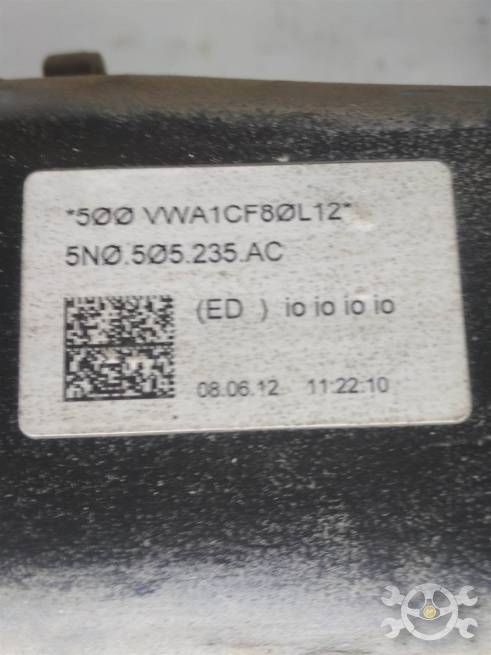 *5ØØ VWA1CF8ØL12*
5NØ.5Ø5.235.AC
(ED ) io io io io
08.06.12 11:22:10